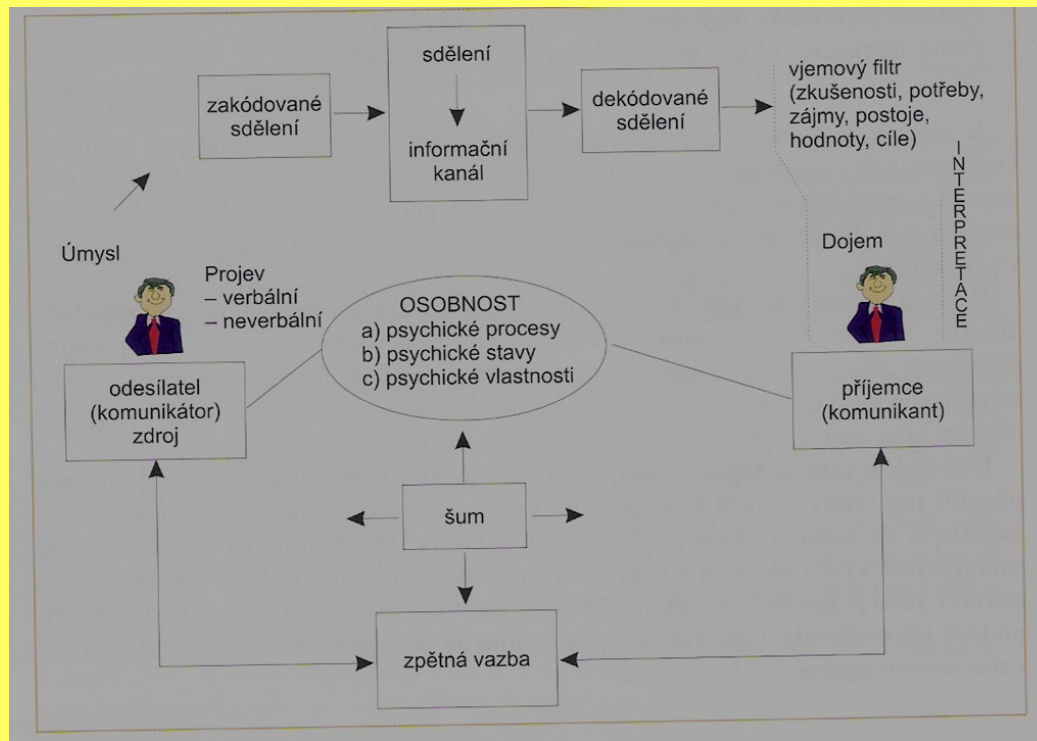 zakódované
sdělení
sdělení
informační
kanál
dekódované
sdělení
vjemový filtr
(zkušenosti, potřeby,
zájmy, postoje,
hodnoty, cíle)
INTERPRETACE
Úmysl
Projev
– verbální
– neverbální
OSOBNOST
a) psychické procesy
b) psychické stavy
c) psychické vlastnosti
Dojem
odesílatel
(komunikátor)
zdroj
příjemce
(komunikant)
šum
zpětná vazba